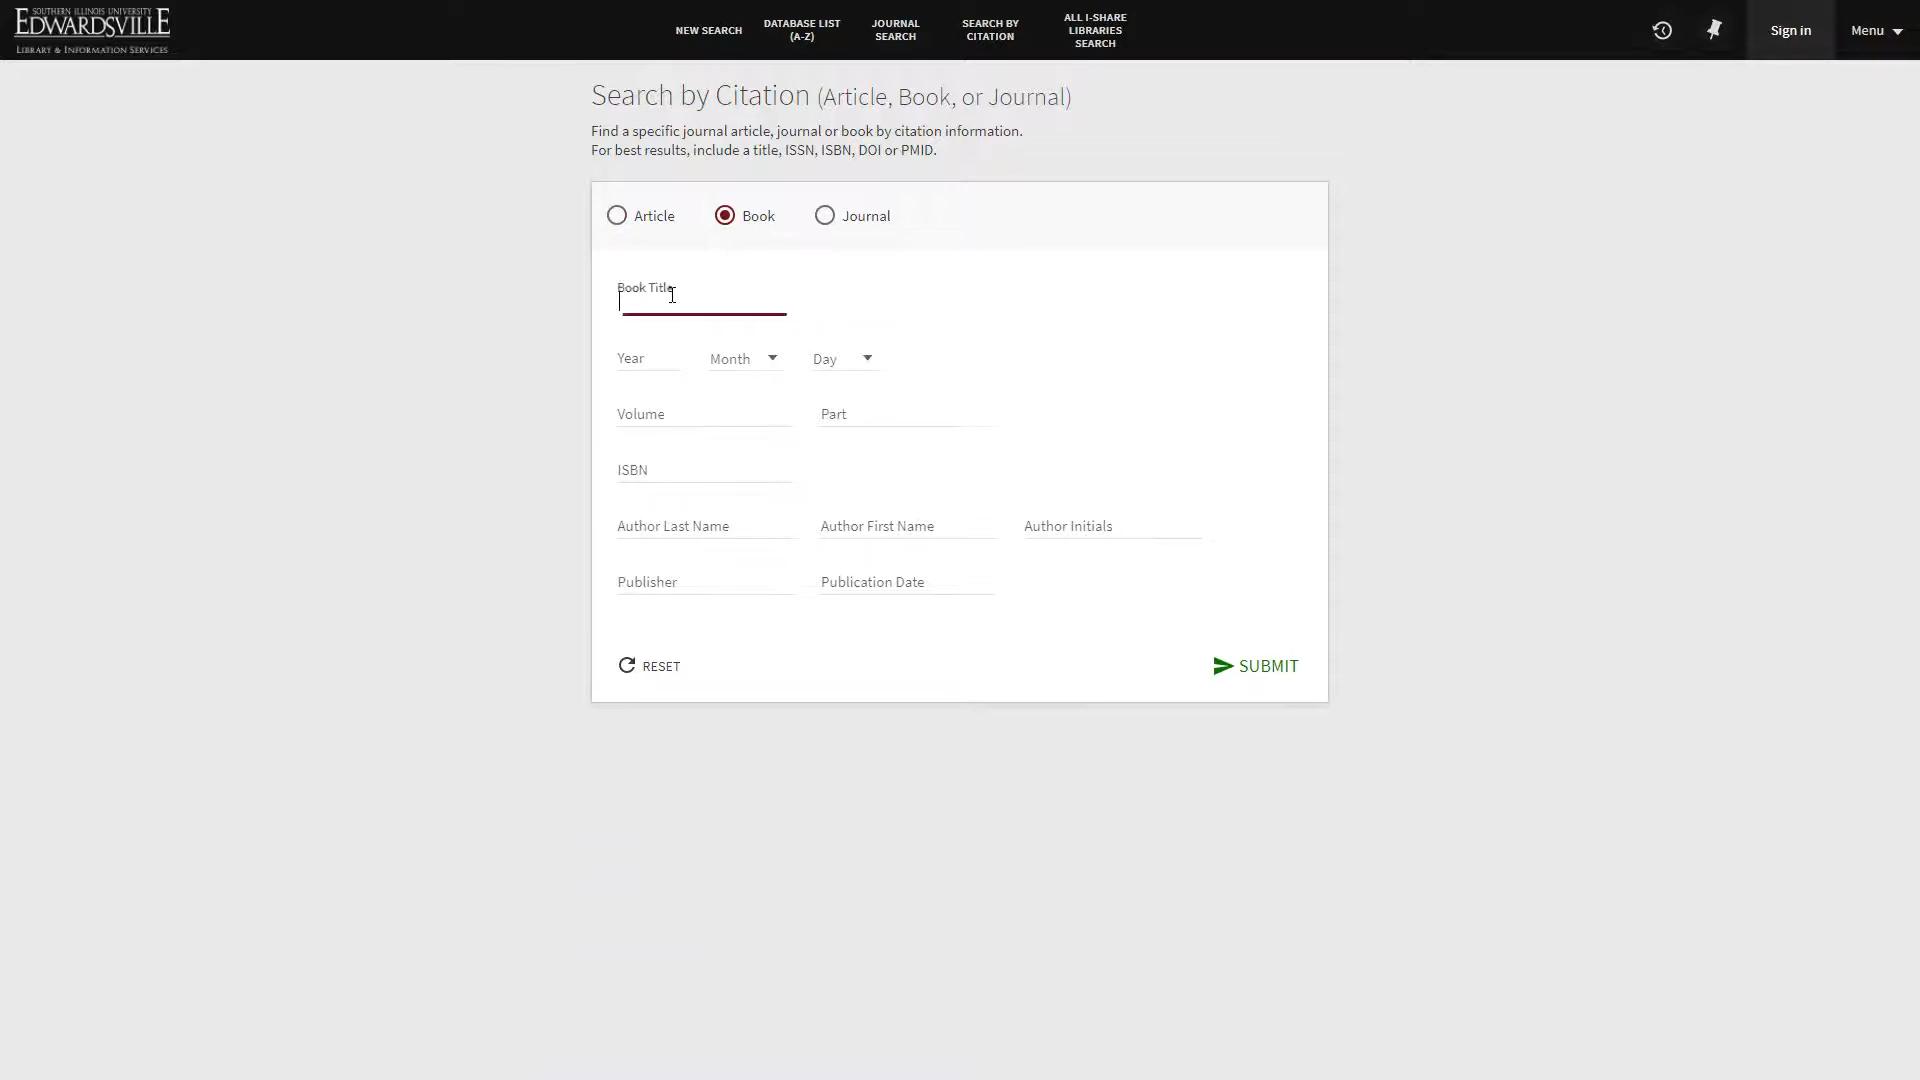 SOUTHERN ILLINOIS UNIVERSITY
EDWARDSVILLE
LIBRARY & INFORMATION SERVICES
NEW SEARCH
DATABASE LIST
(A-Z)
JOURNAL
SEARCH
SEARCH BY
CITATION
ALL I-SHARE
LIBRARIES
SEARCH
Sign in
Menu
Search by Citation (Article, Book, or Journal)
Find a specific journal article, journal or book by citation information.
For best results, include a title, ISSN, ISBN, DOI or PMID.
Article Book Journal
Book Title
Year Month Day
Volume Part
ISBN
Author Last Name Author First Name Author Initials
Publisher Publication Date
RESET SUBMIT